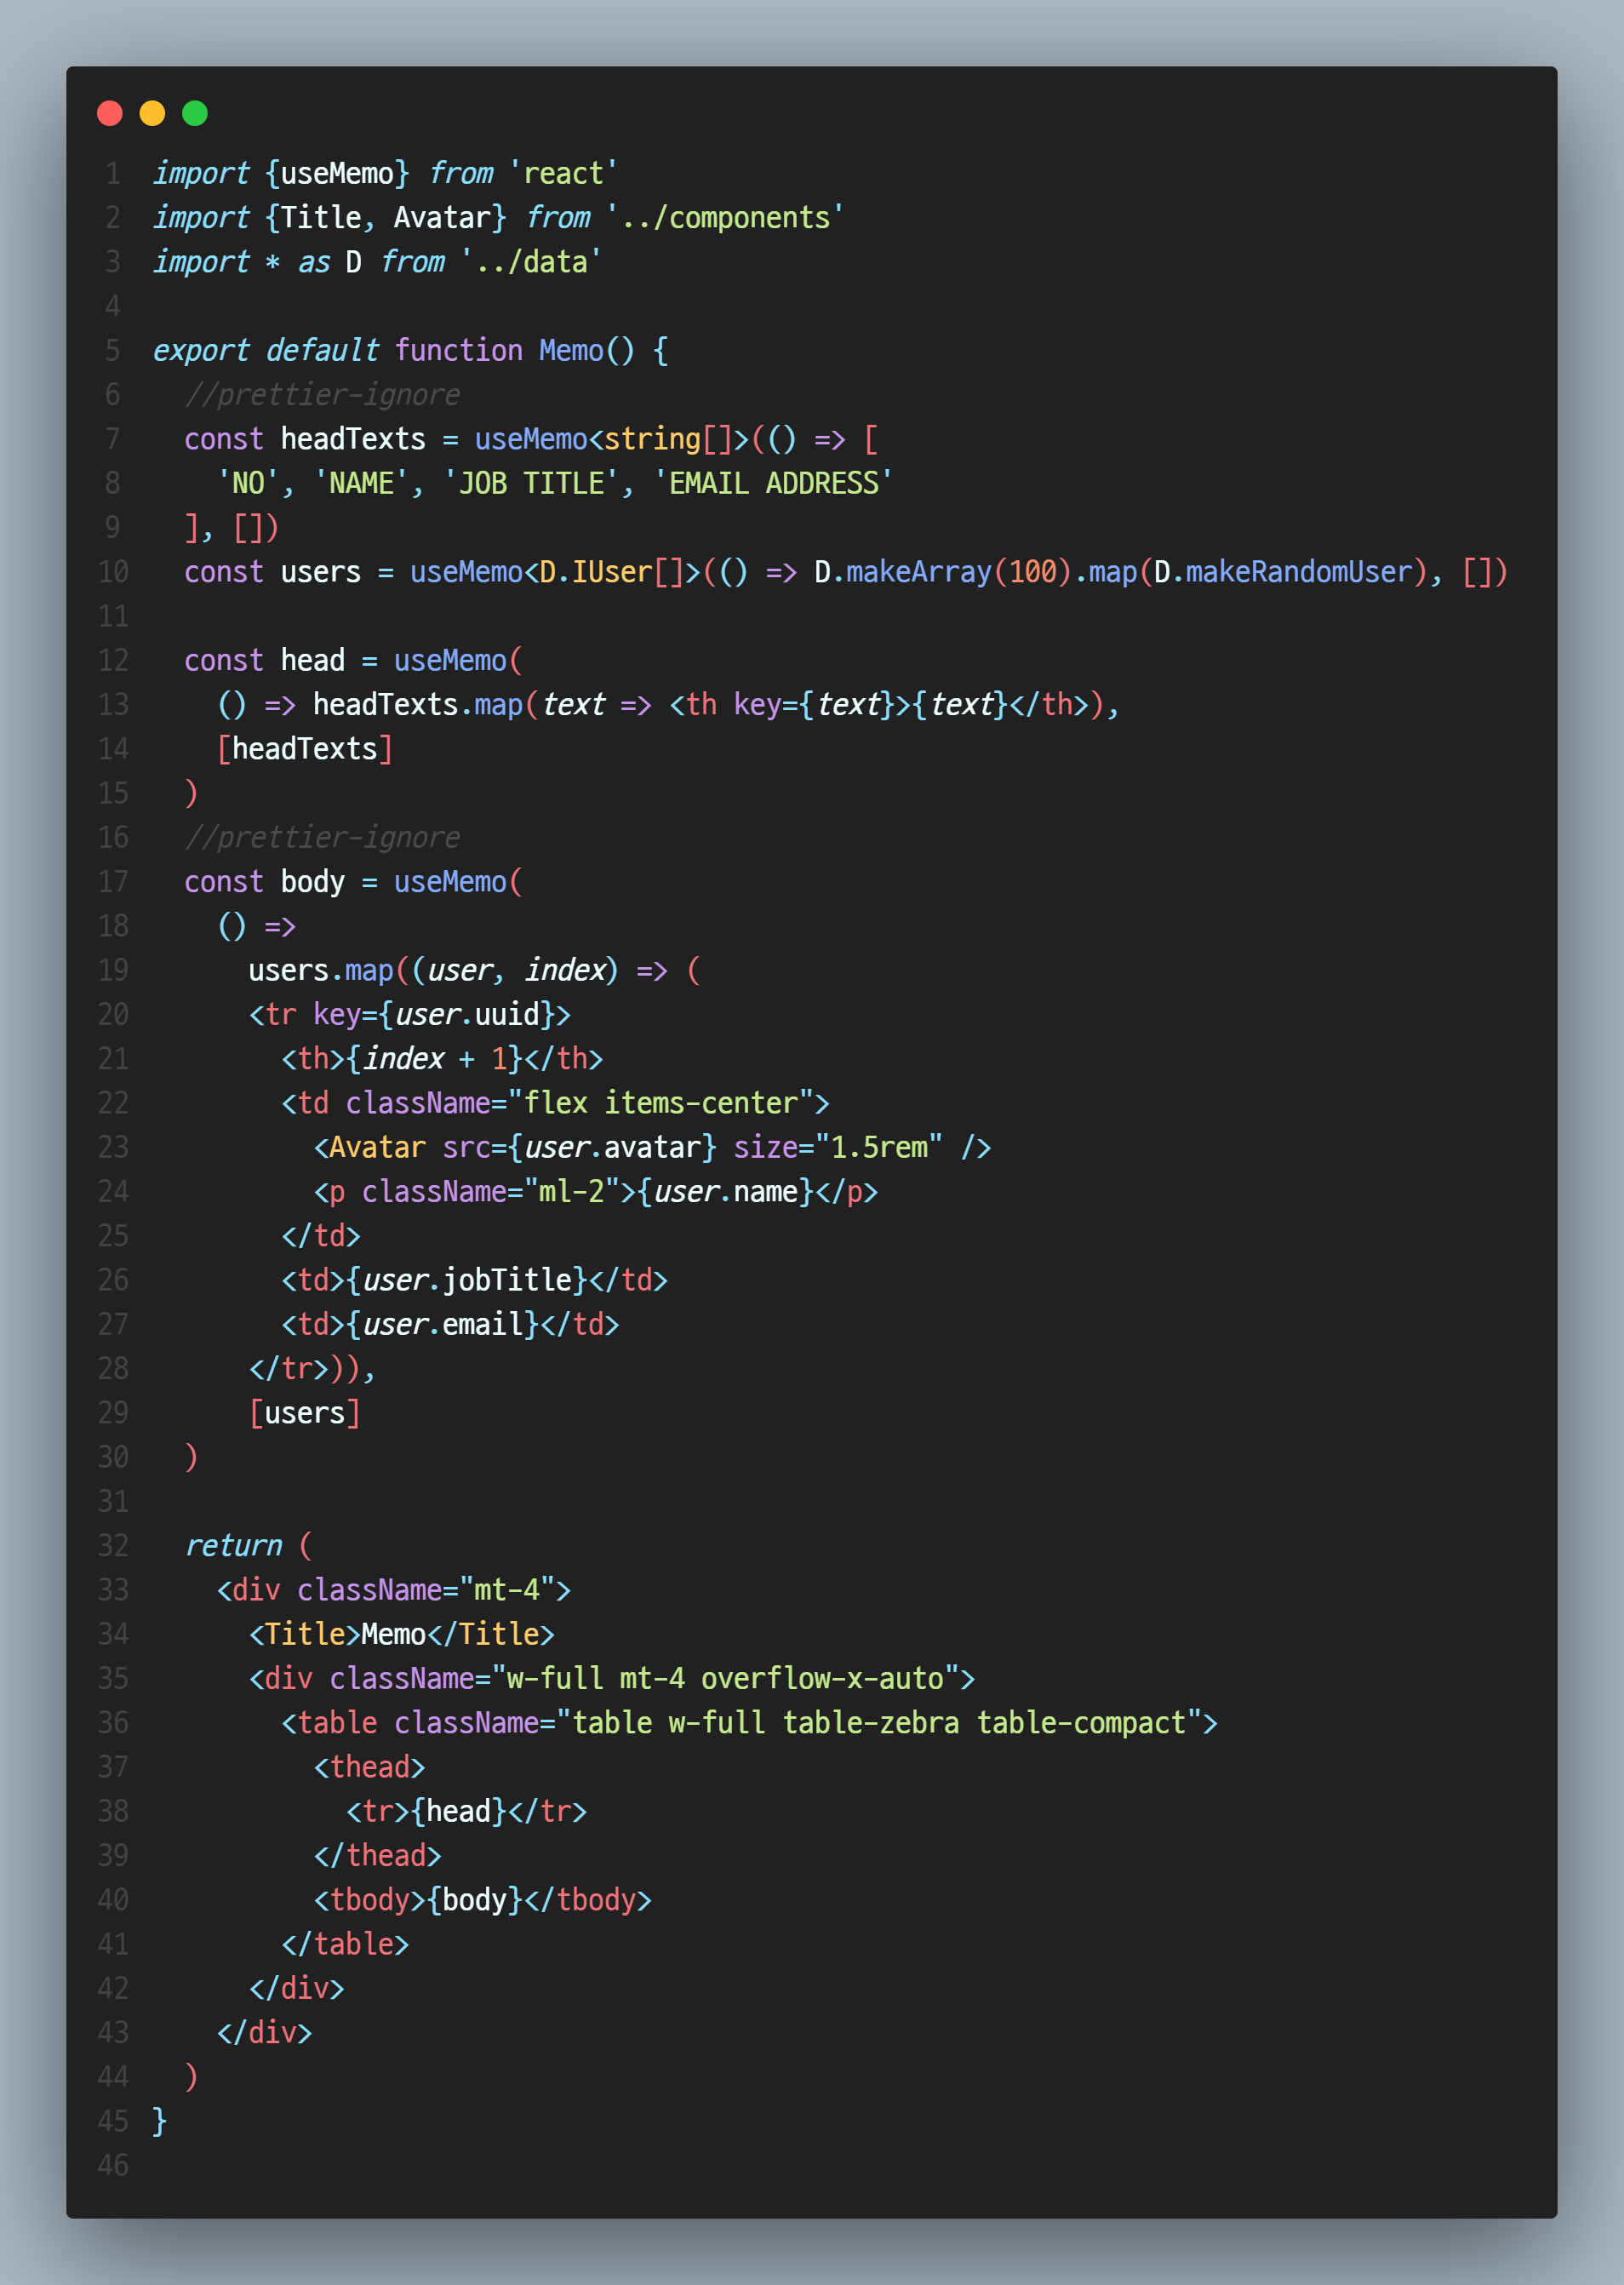 1 import {useMemo} from 'react'
2 import {Title, Avatar} from '../components'
3 import * as D from '../data'
4
5 export default function Memo() {
6   //prettier-ignore
7   const headTexts = useMemo<string[]>(() => [
8     'NO', 'NAME', 'JOB TITLE', 'EMAIL ADDRESS'
9   ], [])
10   const users = useMemo<D.IUser[]>(() => D.makeArray(100).map(D.makeRandomUser), [])
11
12   const head = useMemo(
13     () => headTexts.map(text => <th key={text}>{text}</th>),
14     [headTexts]
15   )
16   //prettier-ignore
17   const body = useMemo(
18     () =>
19       users.map((user, index) => (
20       <tr key={user.uuid}>
21         <th>{index + 1}</th>
22         <td className="flex items-center">
23           <Avatar src={user.avatar} size="1.5rem" />
24           <p className="ml-2">{user.name}</p>
25         </td>
26         <td>{user.jobTitle}</td>
27         <td>{user.email}</td>
28       </tr>)),
29       [users]
30   )
31
32   return (
33     <div className="mt-4">
34       <Title>Memo</Title>
35       <div className="w-full mt-4 overflow-x-auto">
36         <table className="table w-full table-zebra table-compact">
37           <thead>
38             <tr>{head}</tr>
39           </thead>
40           <tbody>{body}</tbody>
41         </table>
42       </div>
43     </div>
44   )
45 }
46